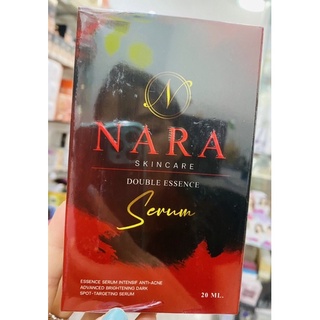 N
NARA
SKINCARE
DOUBLE ESSENCE
Serum
ESSENCE SERUM INTENSIF ANTI-ACNE
ADVANCED BRIGHTENING DARK
SPOT-TARGETING SERUM
20 ML.